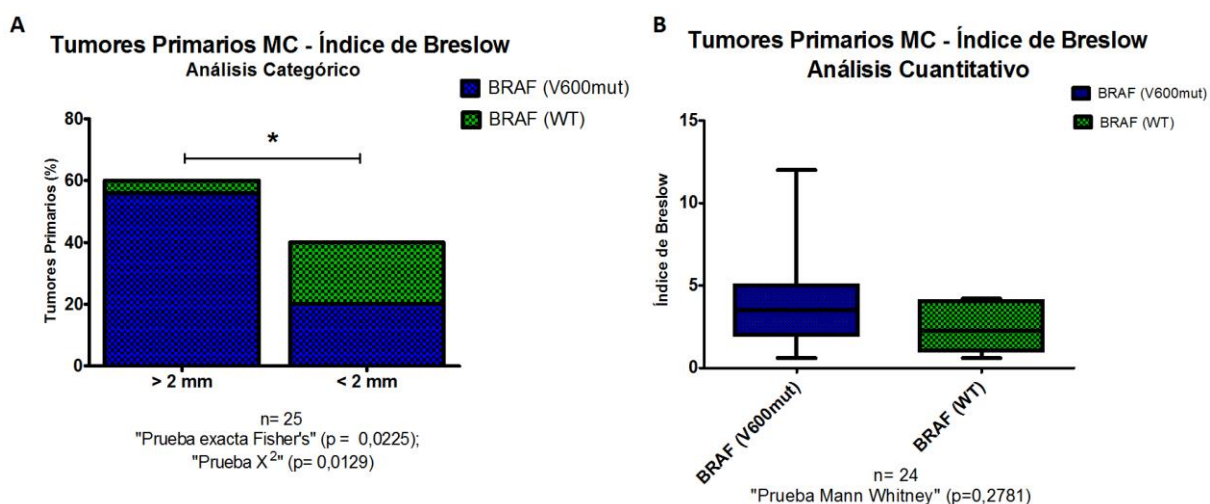 A
Tumores Primarios MC - Índice de Breslow
Análisis Categórico
BRAF (V600mut)
BRAF (WT)
Tumores Primarios (%)
80
60
40
20
0
*
> 2 mm
< 2 mm
n= 25
"Prueba exacta Fisher's" (p = 0,0225);
"Prueba X²" (p= 0,0129)
B
Tumores Primarios MC - Índice de Breslow
Análisis Cuantitativo
BRAF (V600mut)
BRAF (WT)
Índice de Breslow
15
10
5
0
BRAF (V600mut)
BRAF (WT)
n= 24
"Prueba Mann Whitney" (p=0,2781)